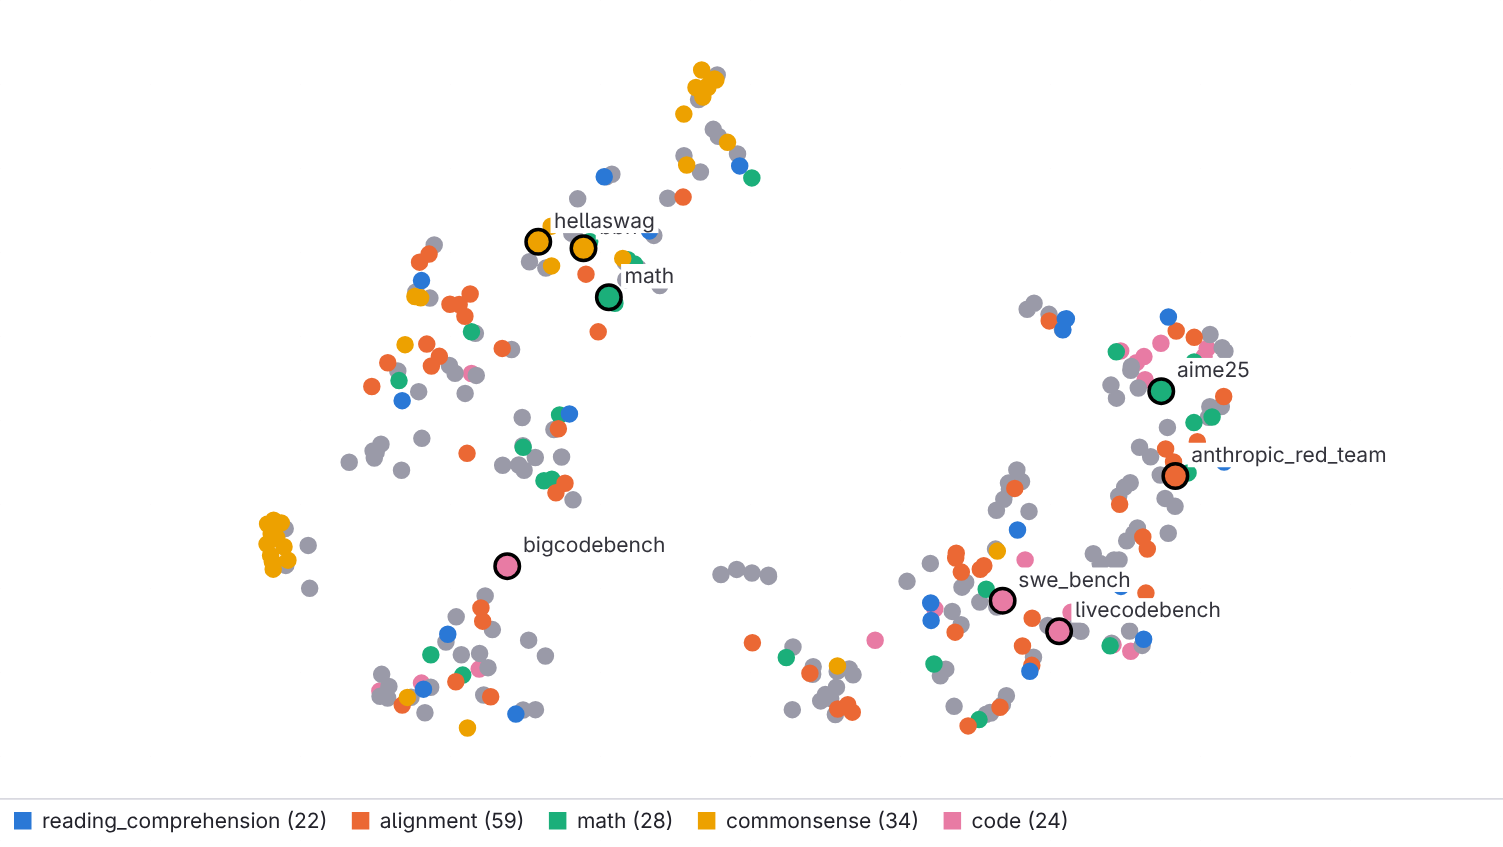 hellaswag
math
aime25
anthropic_red_team
bigcodebench
swe_bench
livecodebench
reading_comprehension (22)
alignment (59)
math (28)
commonsense (34)
code (24)